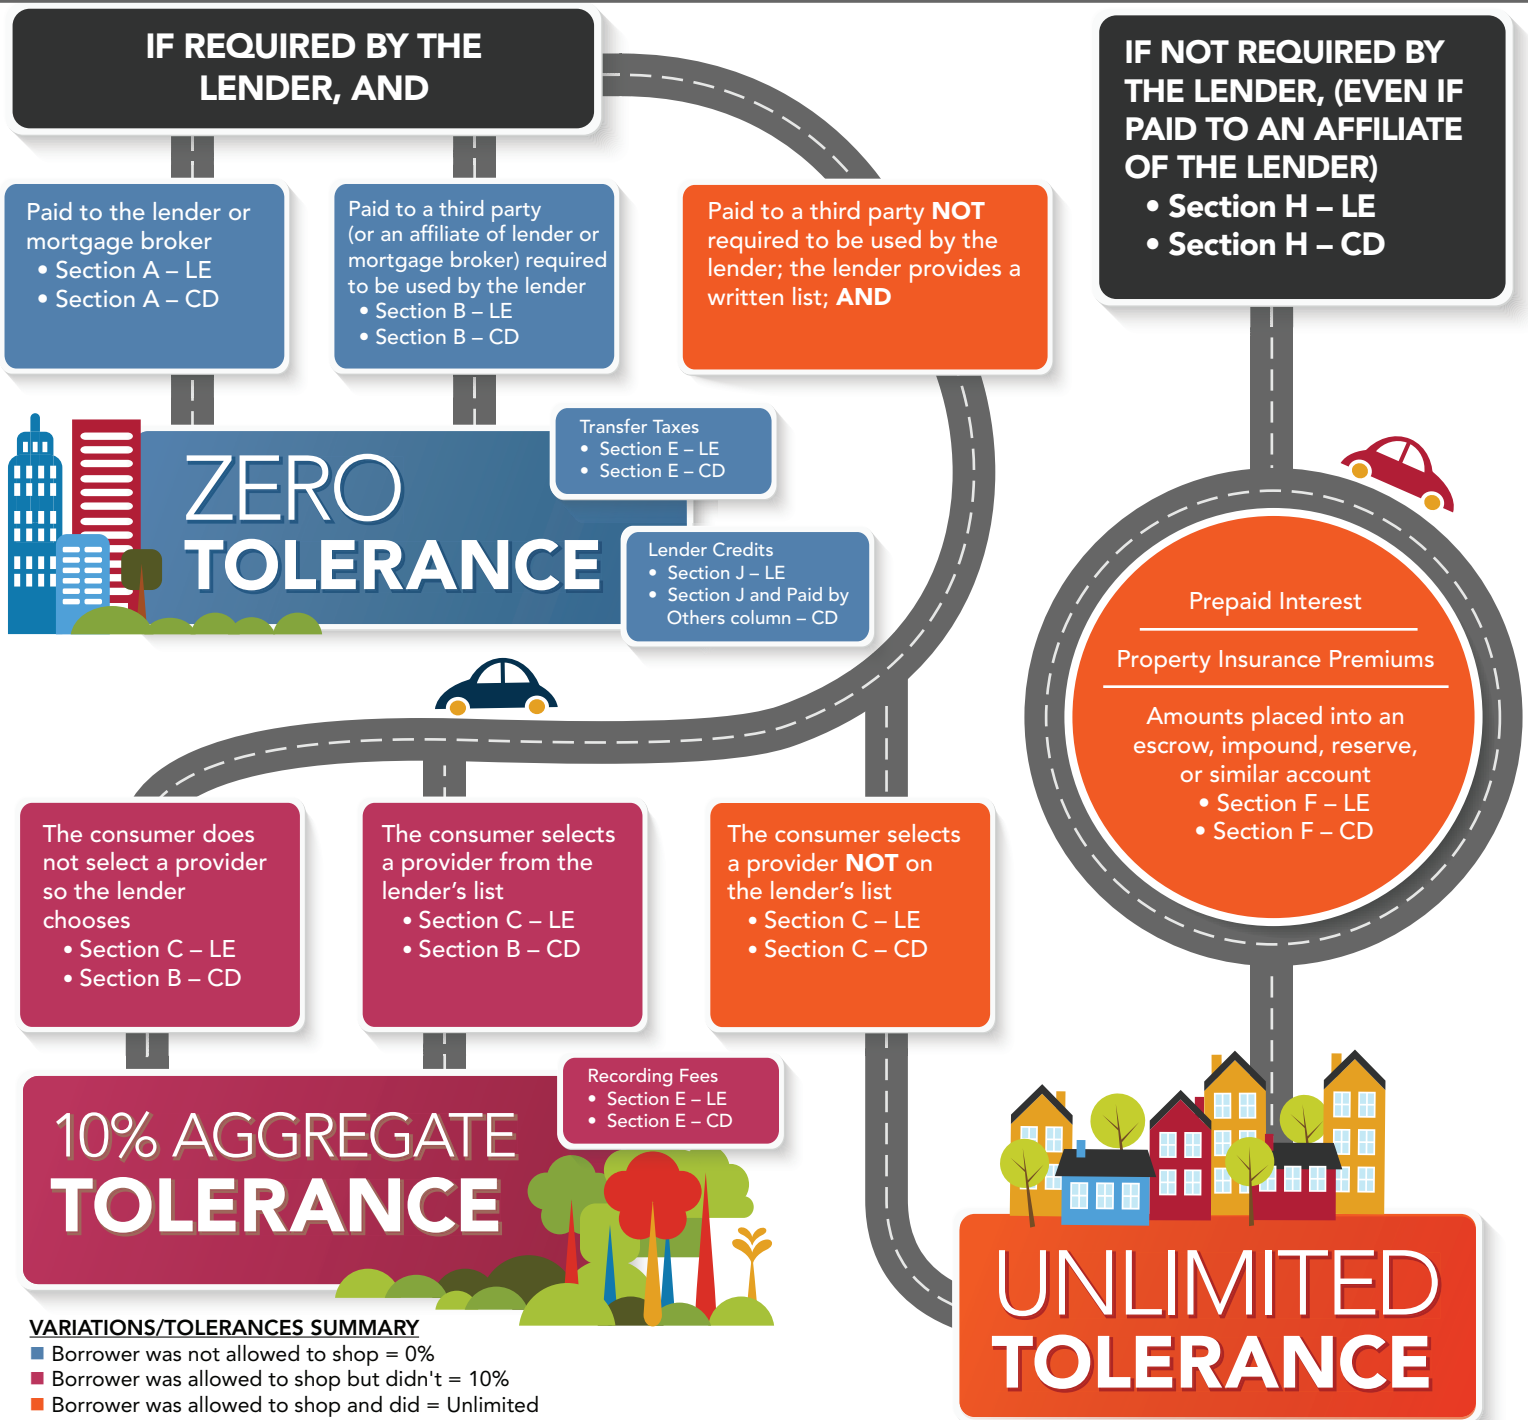 IF REQUIRED BY THE
LENDER, AND
IF NOT REQUIRED BY
THE LENDER, (EVEN IF
PAID TO AN AFFILIATE
OF THE LENDER)
• Section H – LE
• Section H – CD
Paid to the lender or
mortgage broker
• Section A – LE
• Section A – CD
Paid to a third party
(or an affiliate of lender or
mortgage broker) required
to be used by the lender
• Section B – LE
• Section B – CD
Paid to a third party NOT
required to be used by the
lender; the lender provides a
written list; AND
ZERO
TOLERANCE
Transfer Taxes
• Section E – LE
• Section E – CD
Lender Credits
• Section J – LE
• Section J and Paid by
Others column – CD
Prepaid Interest
Property Insurance Premiums
Amounts placed into an
escrow, impound, reserve,
or similar account
• Section F – LE
• Section F – CD
The consumer does
not select a provider
so the lender
chooses
• Section C – LE
• Section B – CD
The consumer selects
a provider from the
lender's list
• Section C – LE
• Section B – CD
The consumer selects
a provider NOT on
the lender's list
• Section C – LE
• Section C – CD
10% AGGREGATE
TOLERANCE
Recording Fees
• Section E – LE
• Section E – CD
UNLIMITED
TOLERANCE
VARIATIONS/TOLERANCES SUMMARY
Borrower was not allowed to shop = 0%
Borrower was allowed to shop but didn't = 10%
Borrower was allowed to shop and did = Unlimited